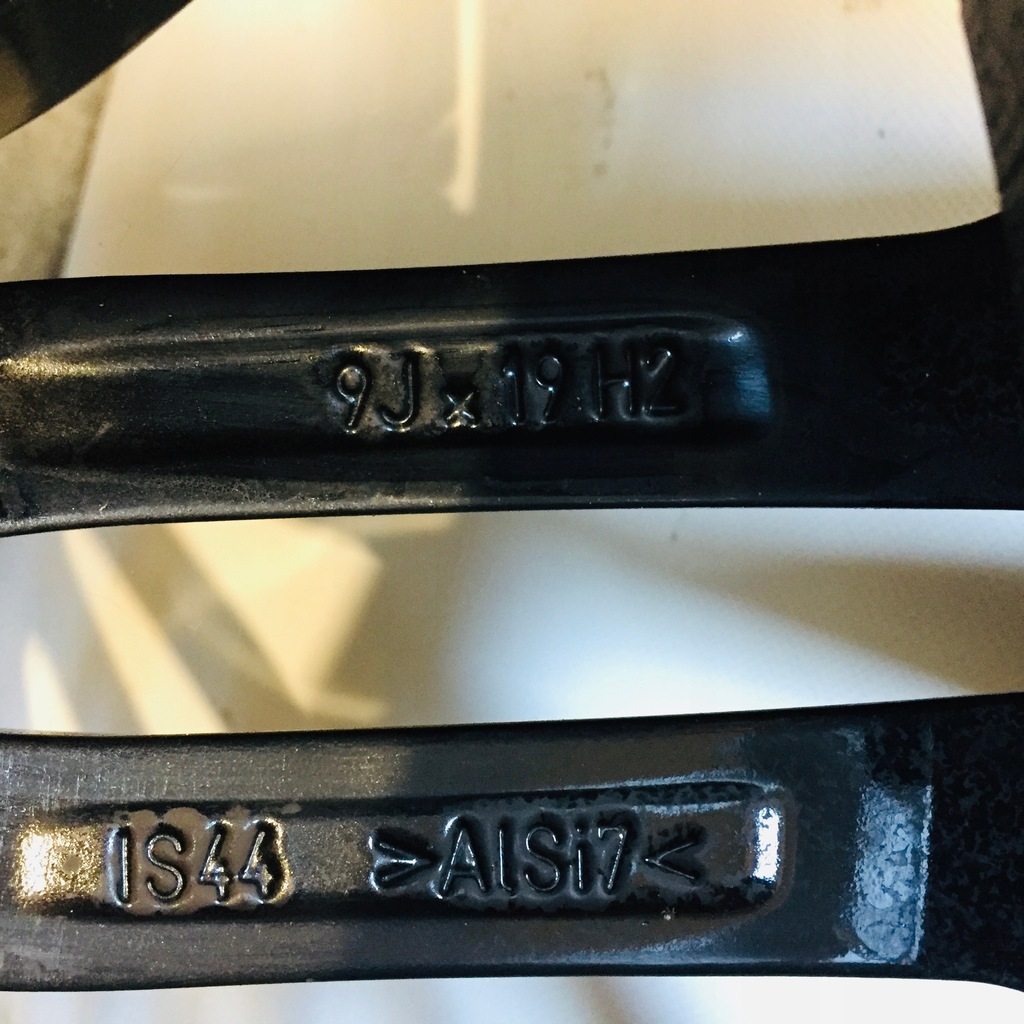 9J x 19 H2
IS44 >AlSi7<